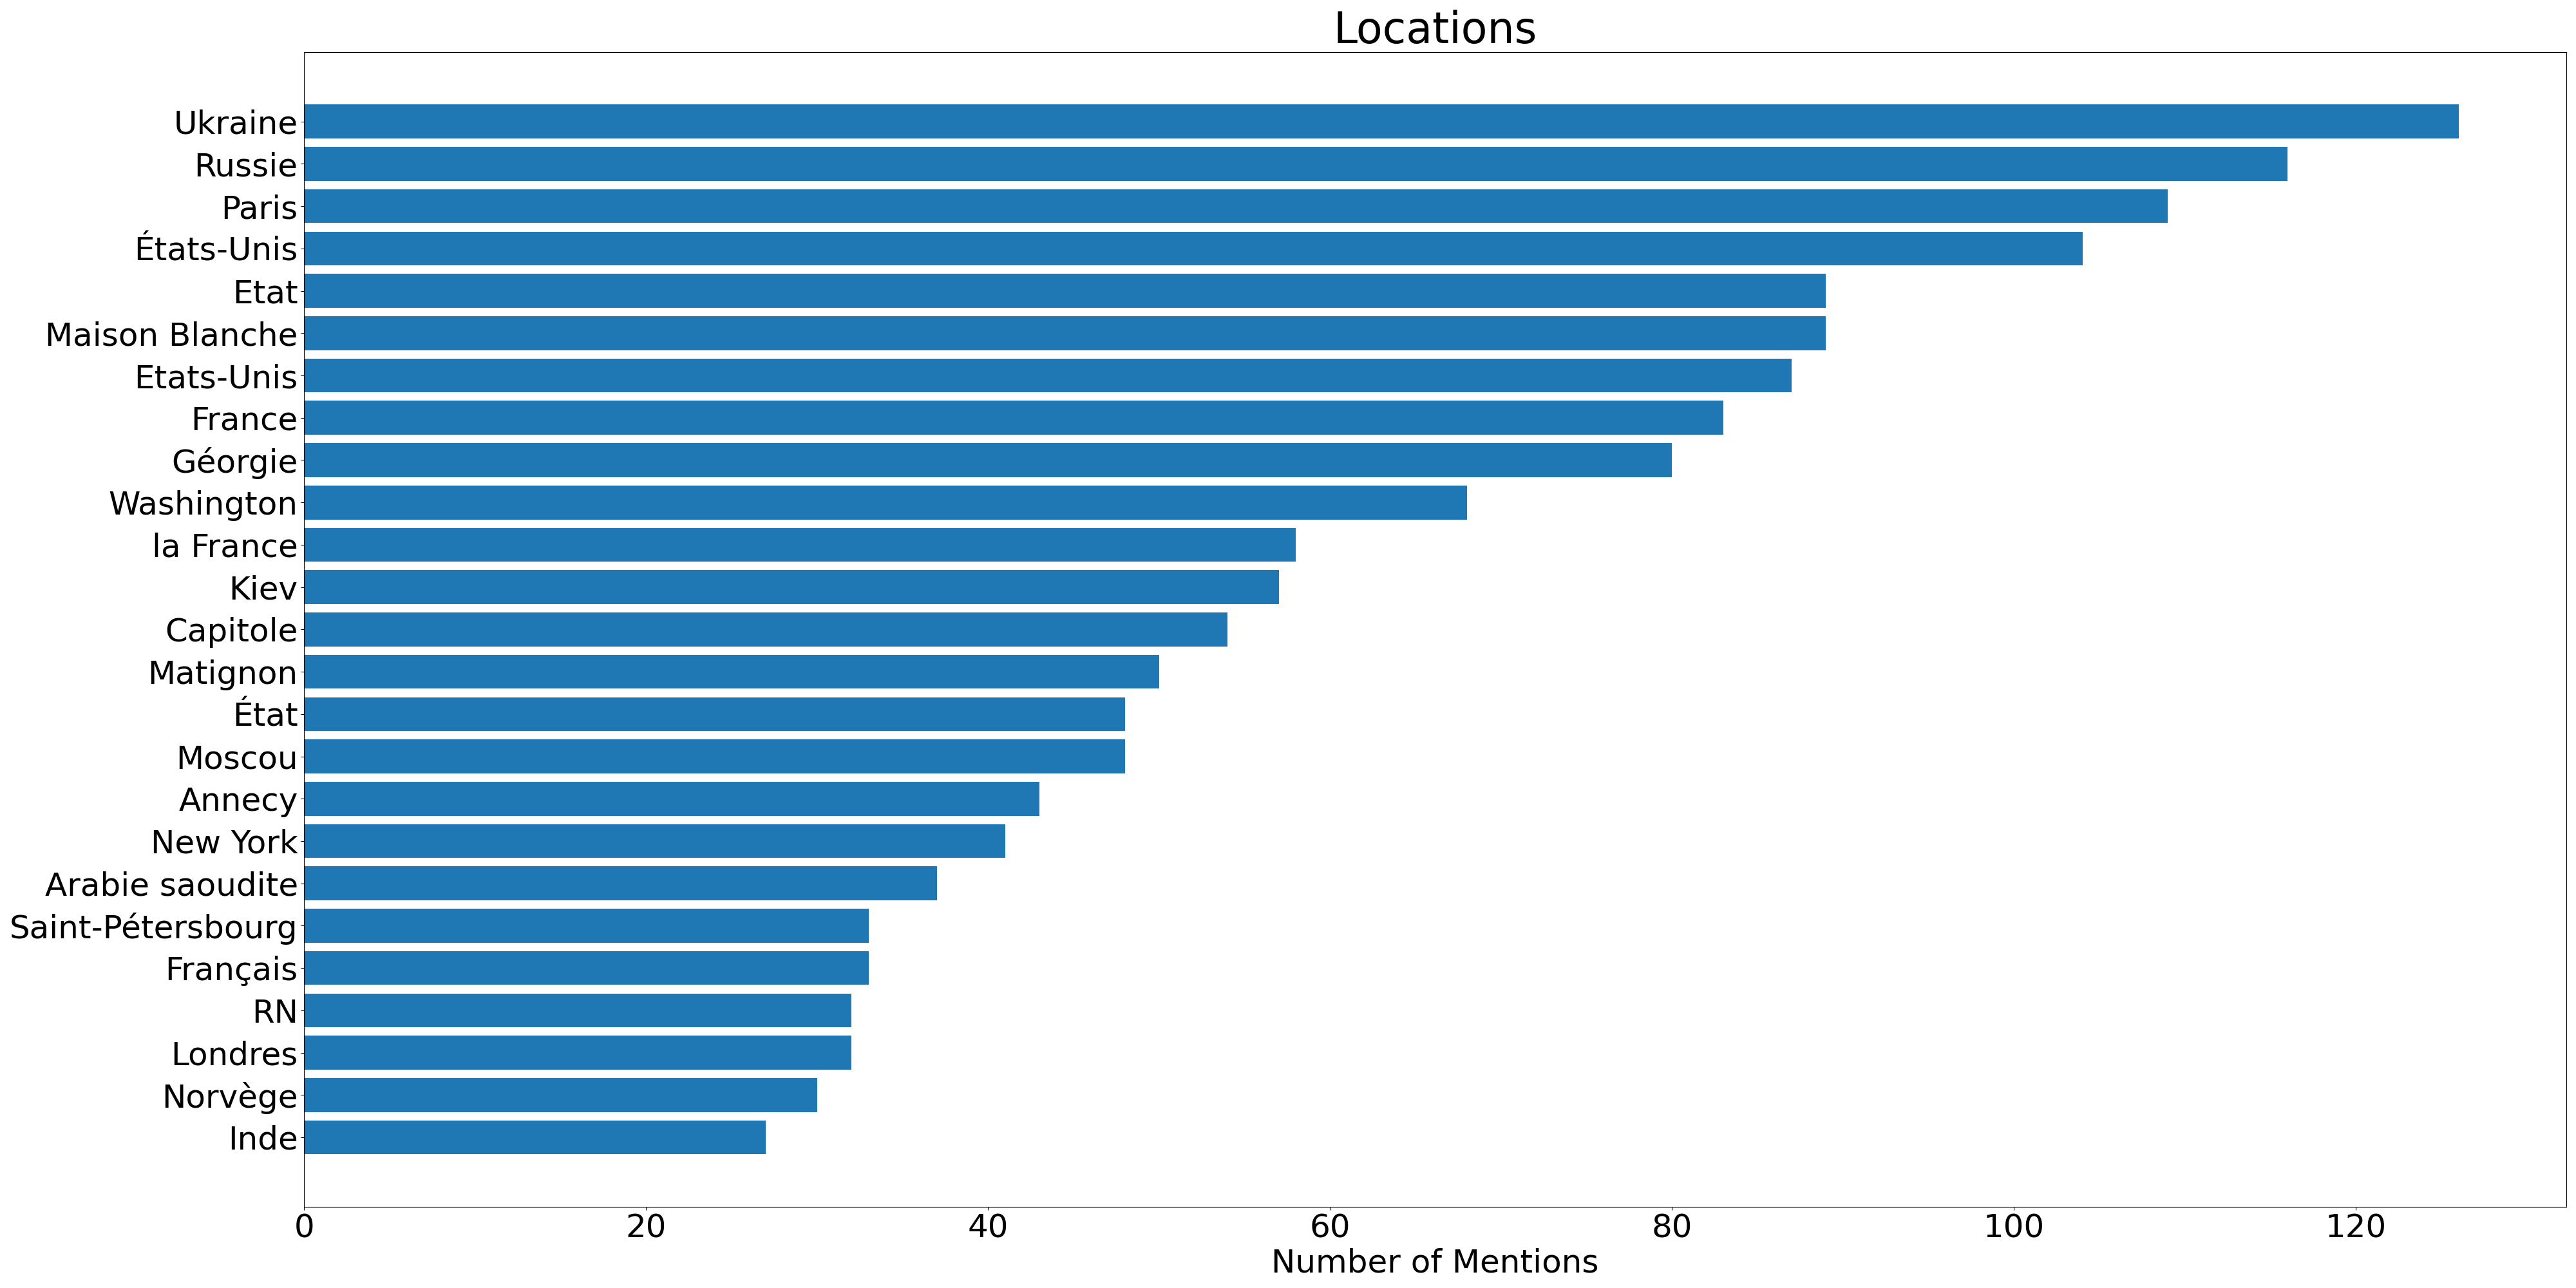 Locations
Ukraine
Russie
Paris
États-Unis
Etat
Maison Blanche
Etats-Unis
France
Géorgie
Washington
la France
Kiev
Capitole
Matignon
État
Moscou
Annecy
New York
Arabie saoudite
Saint-Pétersbourg
Français
RN
Londres
Norvège
Inde
0 20 40 60 80 100 120
Number of Mentions